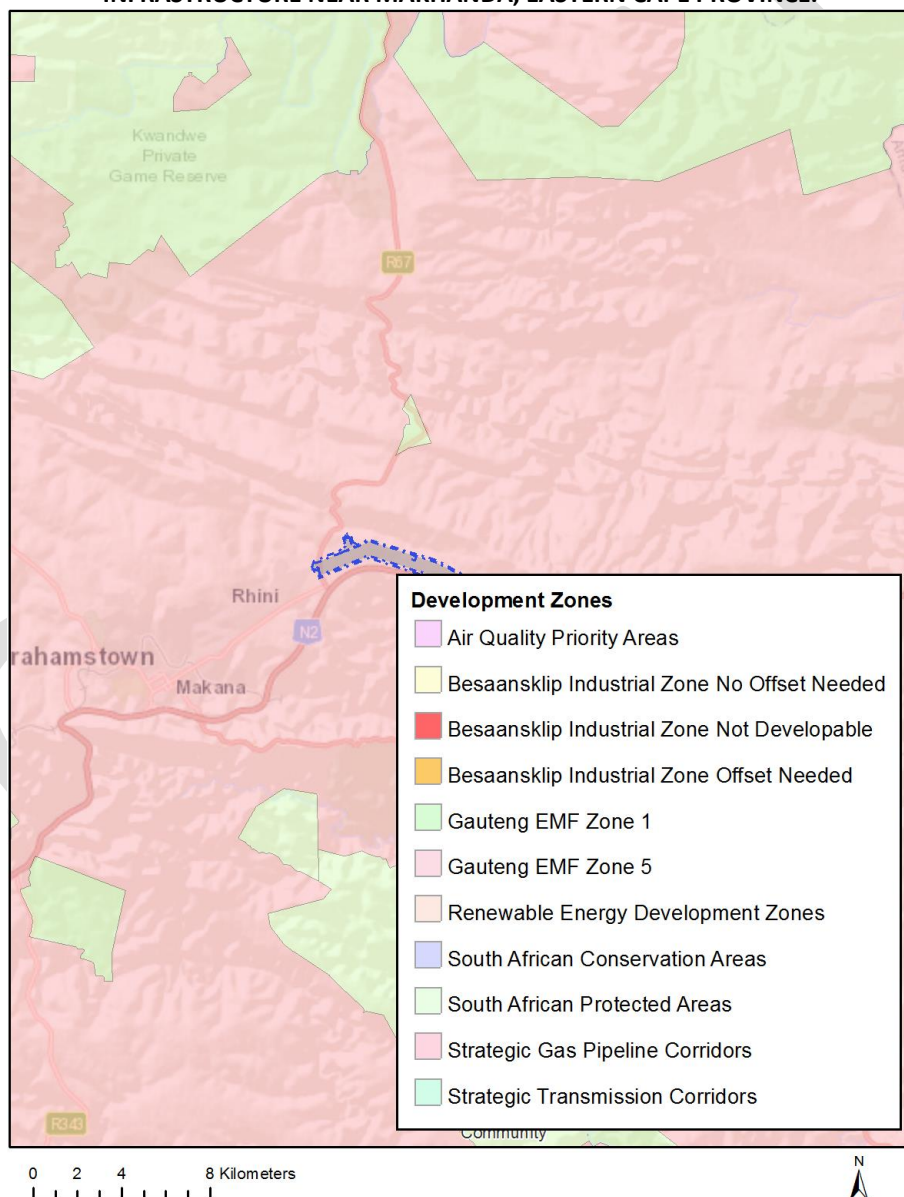 INFRASTRUCTURE NEAR MAKHANDA, EASTERN CAPE PROVINCE.
Kwandwe
Private
Game Reserve
R67
Rhini
N2
rahamstown
Makana
Development Zones
Air Quality Priority Areas
Besaansklip Industrial Zone No Offset Needed
Besaansklip Industrial Zone Not Developable
Besaansklip Industrial Zone Offset Needed
Gauteng EMF Zone 1
Gauteng EMF Zone 5
Renewable Energy Development Zones
South African Conservation Areas
South African Protected Areas
Strategic Gas Pipeline Corridors
Strategic Transmission Corridors
R343
Community
0 2 4 8 Kilometers
N